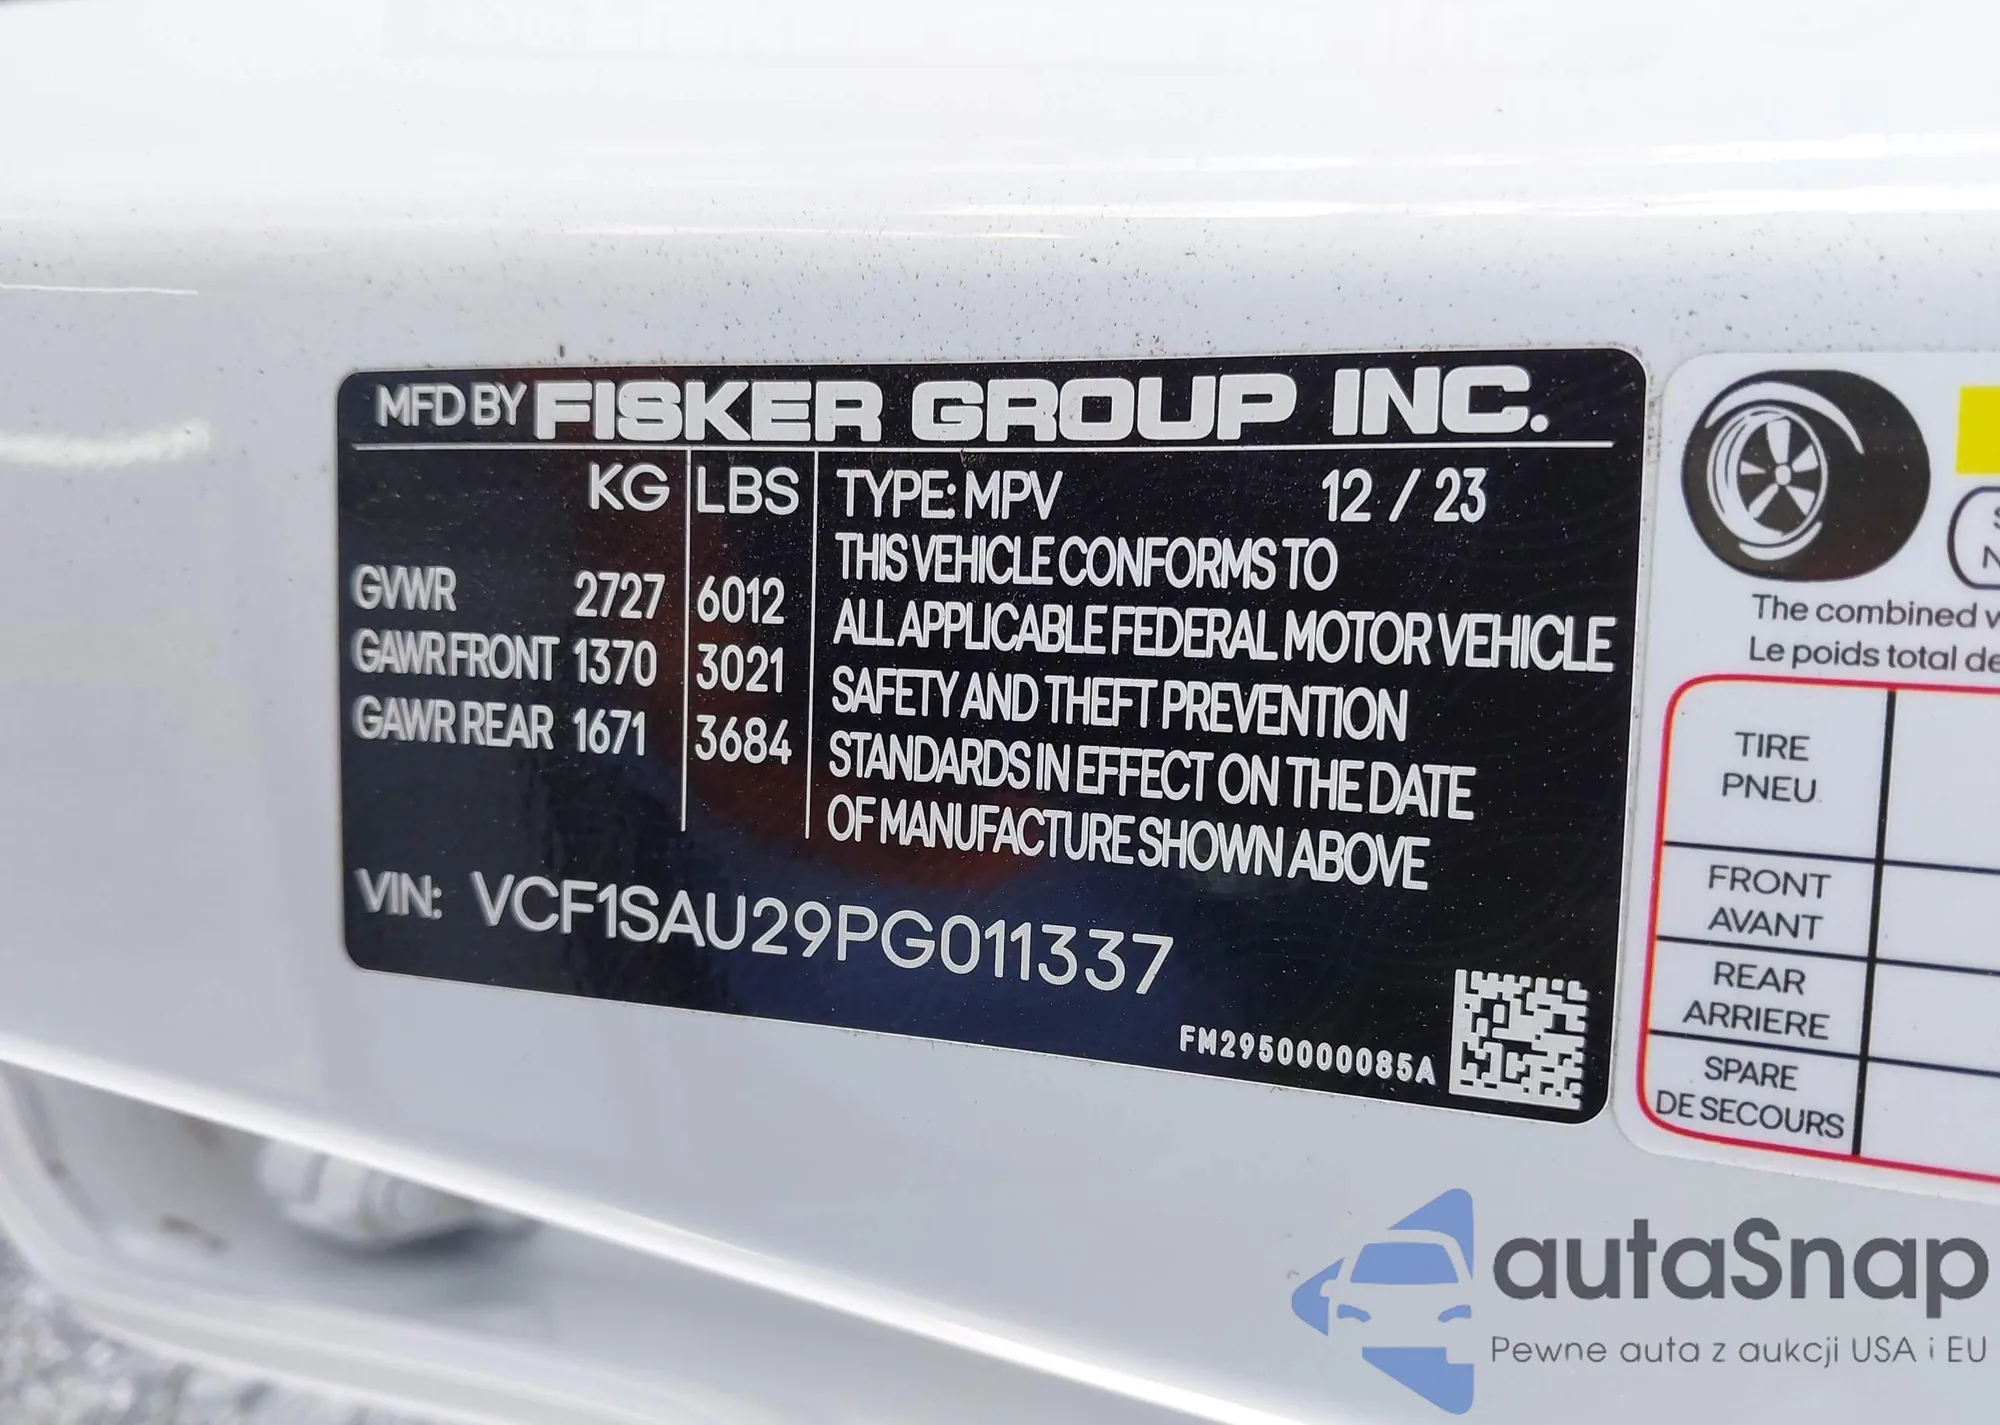 MFD BY FISKER GROUP INC.
KG LBS
GVWR 2727 6012
GAWR FRONT 1370 3021
GAWR REAR 1671 3684
TYPE: MPV 12 / 23
THIS VEHICLE CONFORMS TO
ALL APPLICABLE FEDERAL MOTOR VEHICLE
SAFETY AND THEFT PREVENTION
STANDARDS IN EFFECT ON THE DATE
OF MANUFACTURE SHOWN ABOVE
VIN: VCF1SAU29PG011337
FM2950000085A
The combined
Le poids total de
TIRE
PNEU
FRONT
AVANT
REAR
ARRIERE
SPARE
DE SECOURS
autaSnap
Pewne auta z aukcji USA i EU